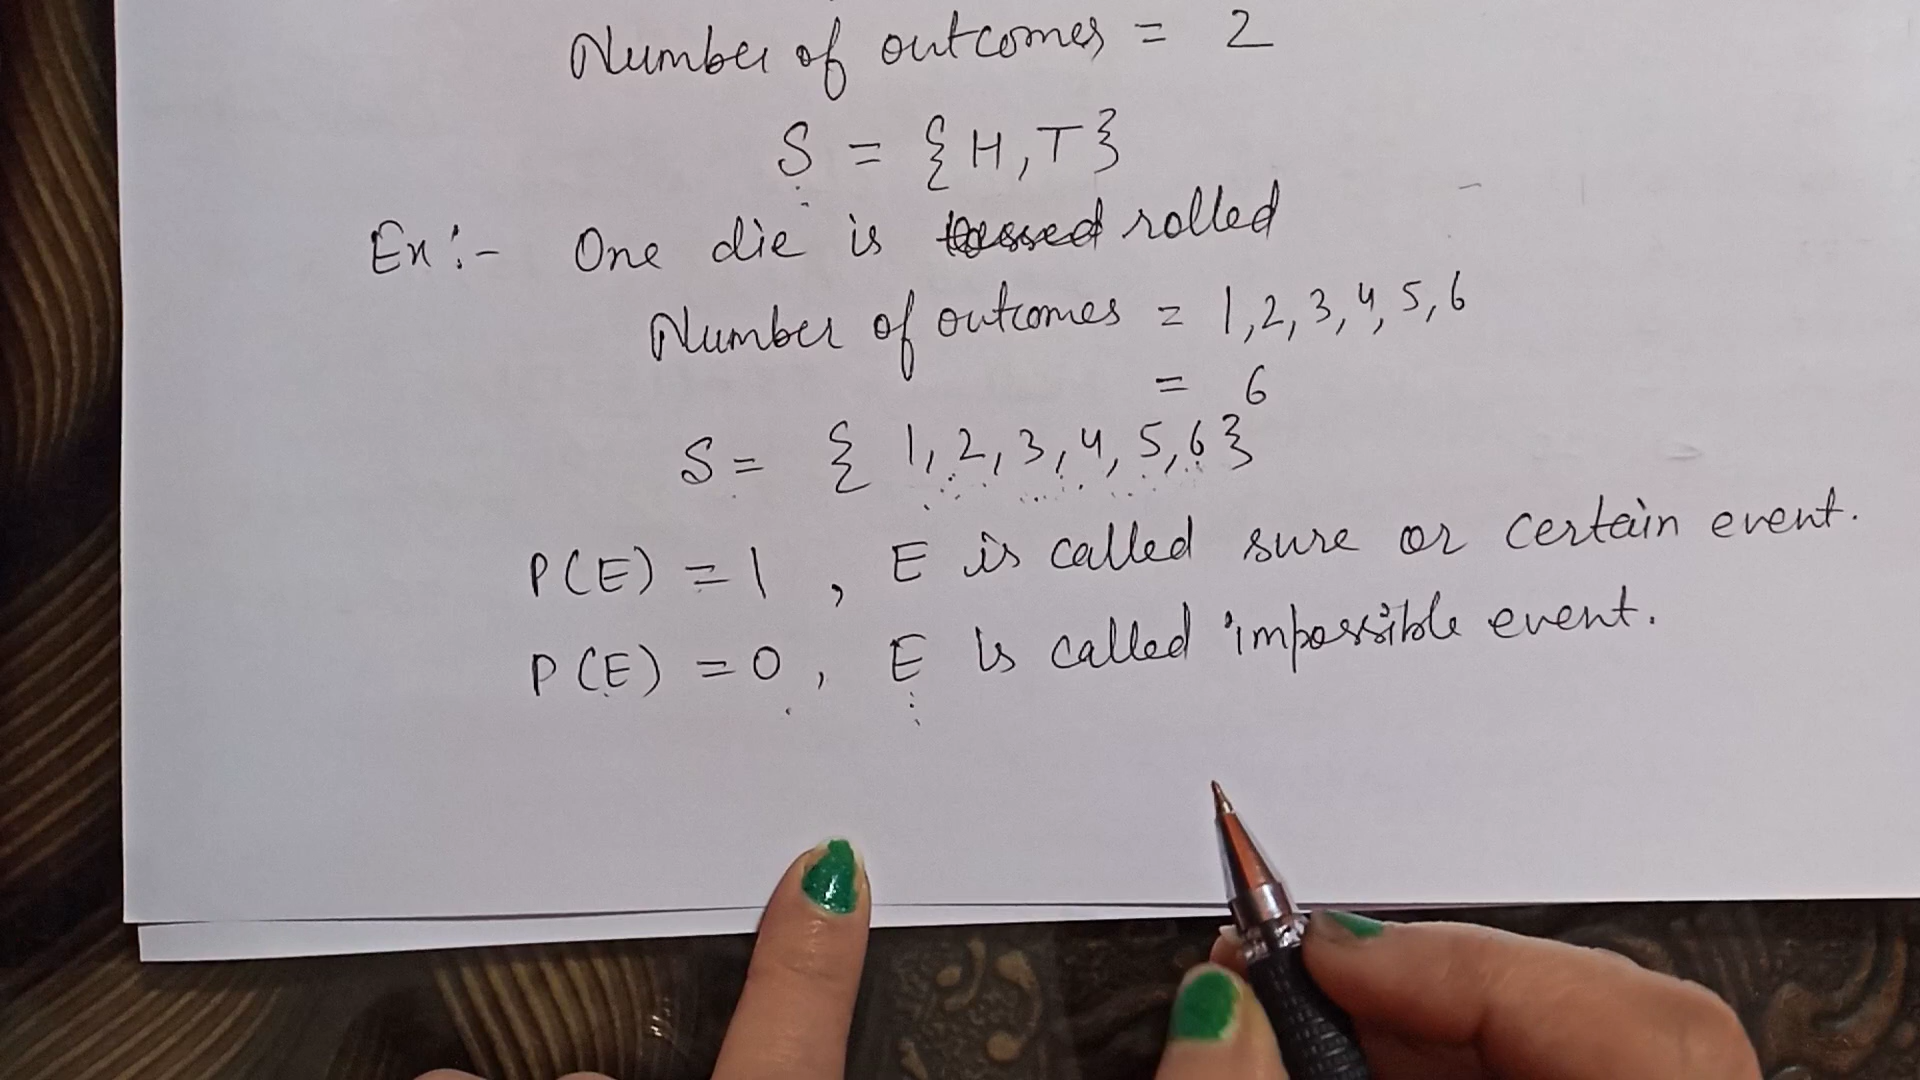 Number of outcomes = 2
S = {H, T}
Ex :- One die is tossed rolled
Number of outcomes = 1, 2, 3, 4, 5, 6
= 6
S = { 1, 2, 3, 4, 5, 6 }
P(E) = 1 , E is called sure or certain event.
P(E) = 0 , E is called impossible event.